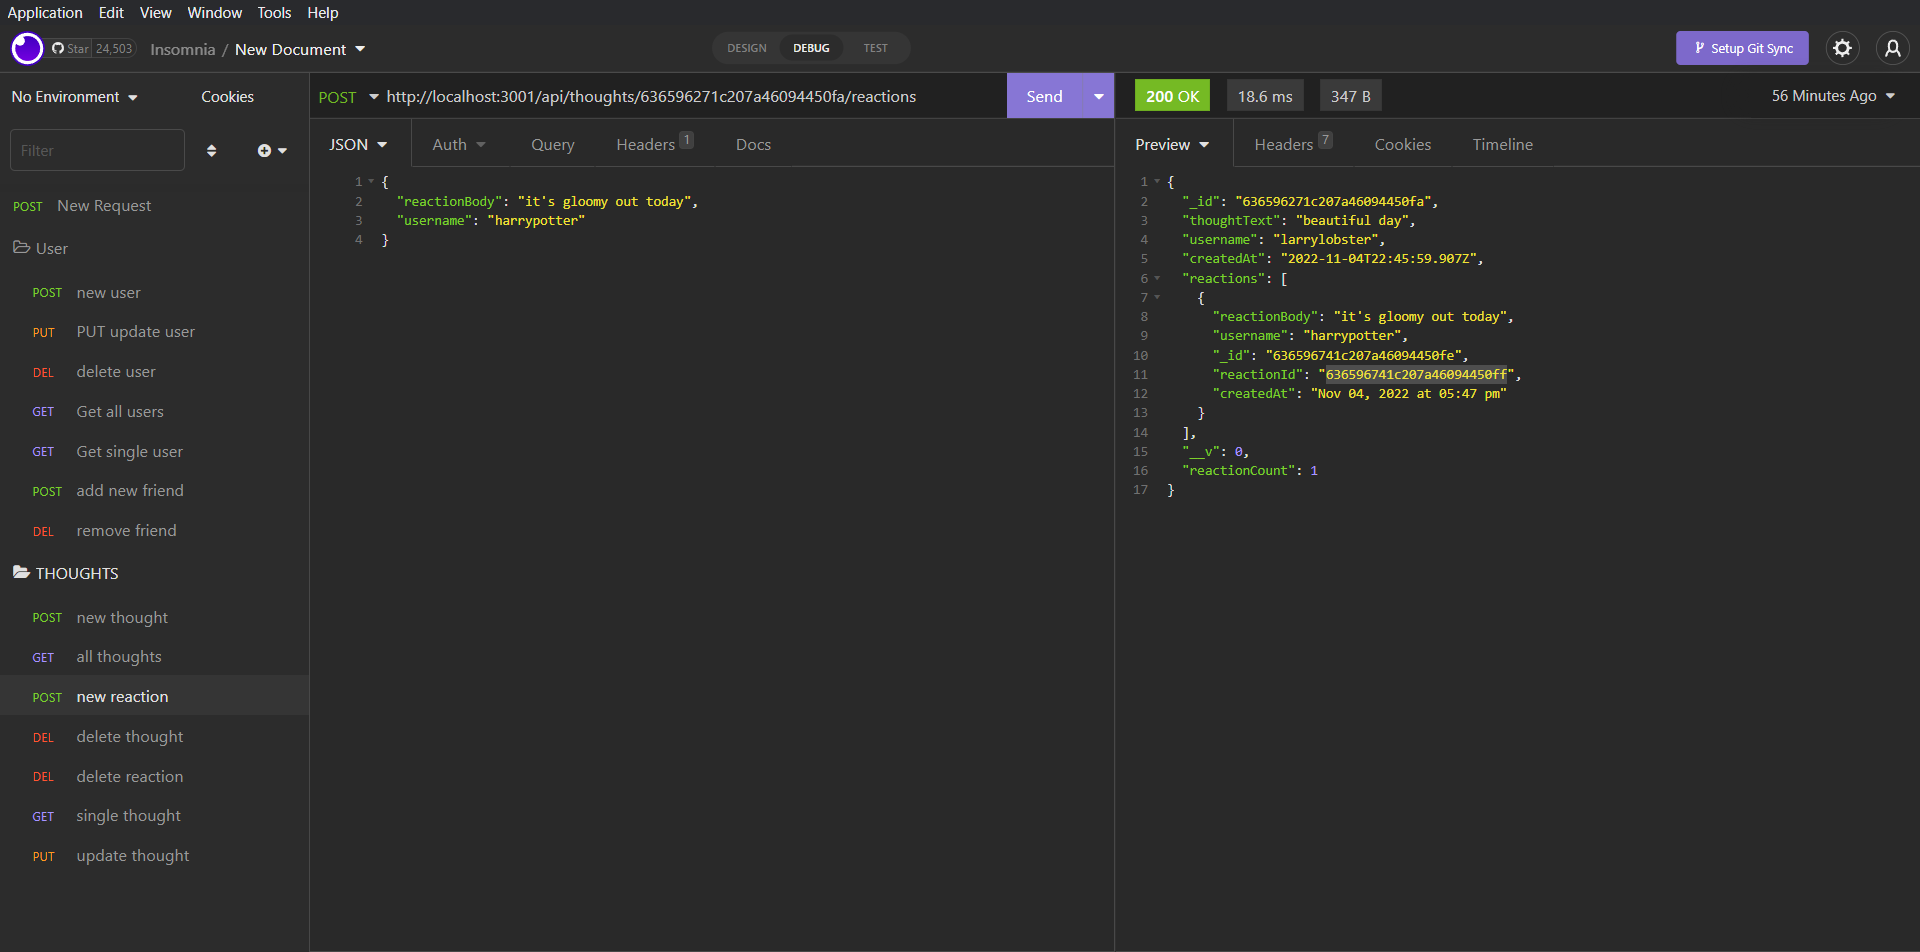 Application Edit View Window Tools Help
Star 24,503 Insomnia / New Document DESIGN DEBUG TEST Setup Git Sync
No Environment Cookies
Filter
POST New Request
User
POST new user
PUT PUT update user
DEL delete user
GET Get all users
GET Get single user
POST add new friend
DEL remove friend
THOUGHTS
POST new thought
GET all thoughts
POST new reaction
DEL delete thought
DEL delete reaction
GET single thought
PUT update thought
POST http://localhost:3001/api/thoughts/636596271c207a46094450fa/reactions Send
JSON Auth Query Headers 1 Docs
1 {
2 "reactionBody": "it's gloomy out today",
3 "username": "harrypotter"
4 }
200 OK 18.6 ms 347 B 56 Minutes Ago
Preview Headers 7 Cookies Timeline
1 {
2 "_id": "636596271c207a46094450fa",
3 "thoughtText": "beautiful day",
4 "username": "larrylobster",
5 "createdAt": "2022-11-04T22:45:59.907Z",
6 "reactions": [
7 {
8 "reactionBody": "it's gloomy out today",
9 "username": "harrypotter",
10 "_id": "636596741c207a46094450fe",
11 "reactionId": "636596741c207a46094450ff",
12 "createdAt": "Nov 04, 2022 at 05:47 pm"
13 }
14 ],
15 "__v": 0,
16 "reactionCount": 1
17 }